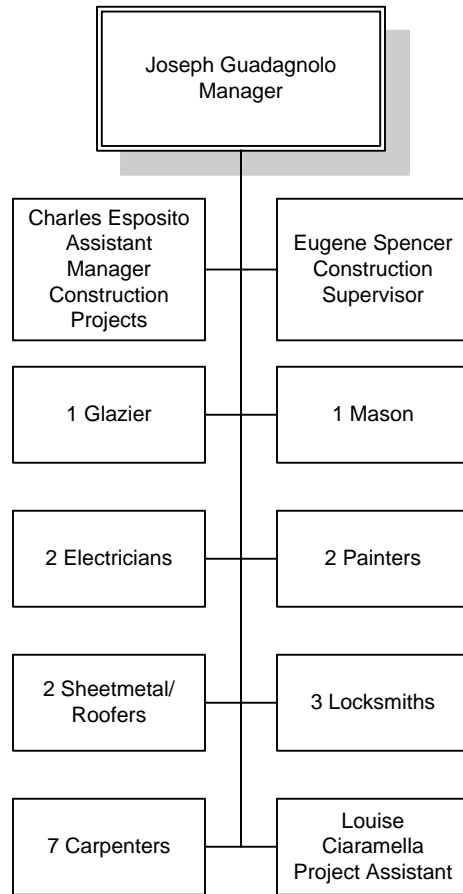 Joseph Guadagnolo
Manager
Charles Esposito
Assistant
Manager
Construction
Projects
Eugene Spencer
Construction
Supervisor
1 Glazier
1 Mason
2 Electricians
2 Painters
2 Sheetmetal/
Roofers
3 Locksmiths
7 Carpenters
Louise
Ciaramella
Project Assistant